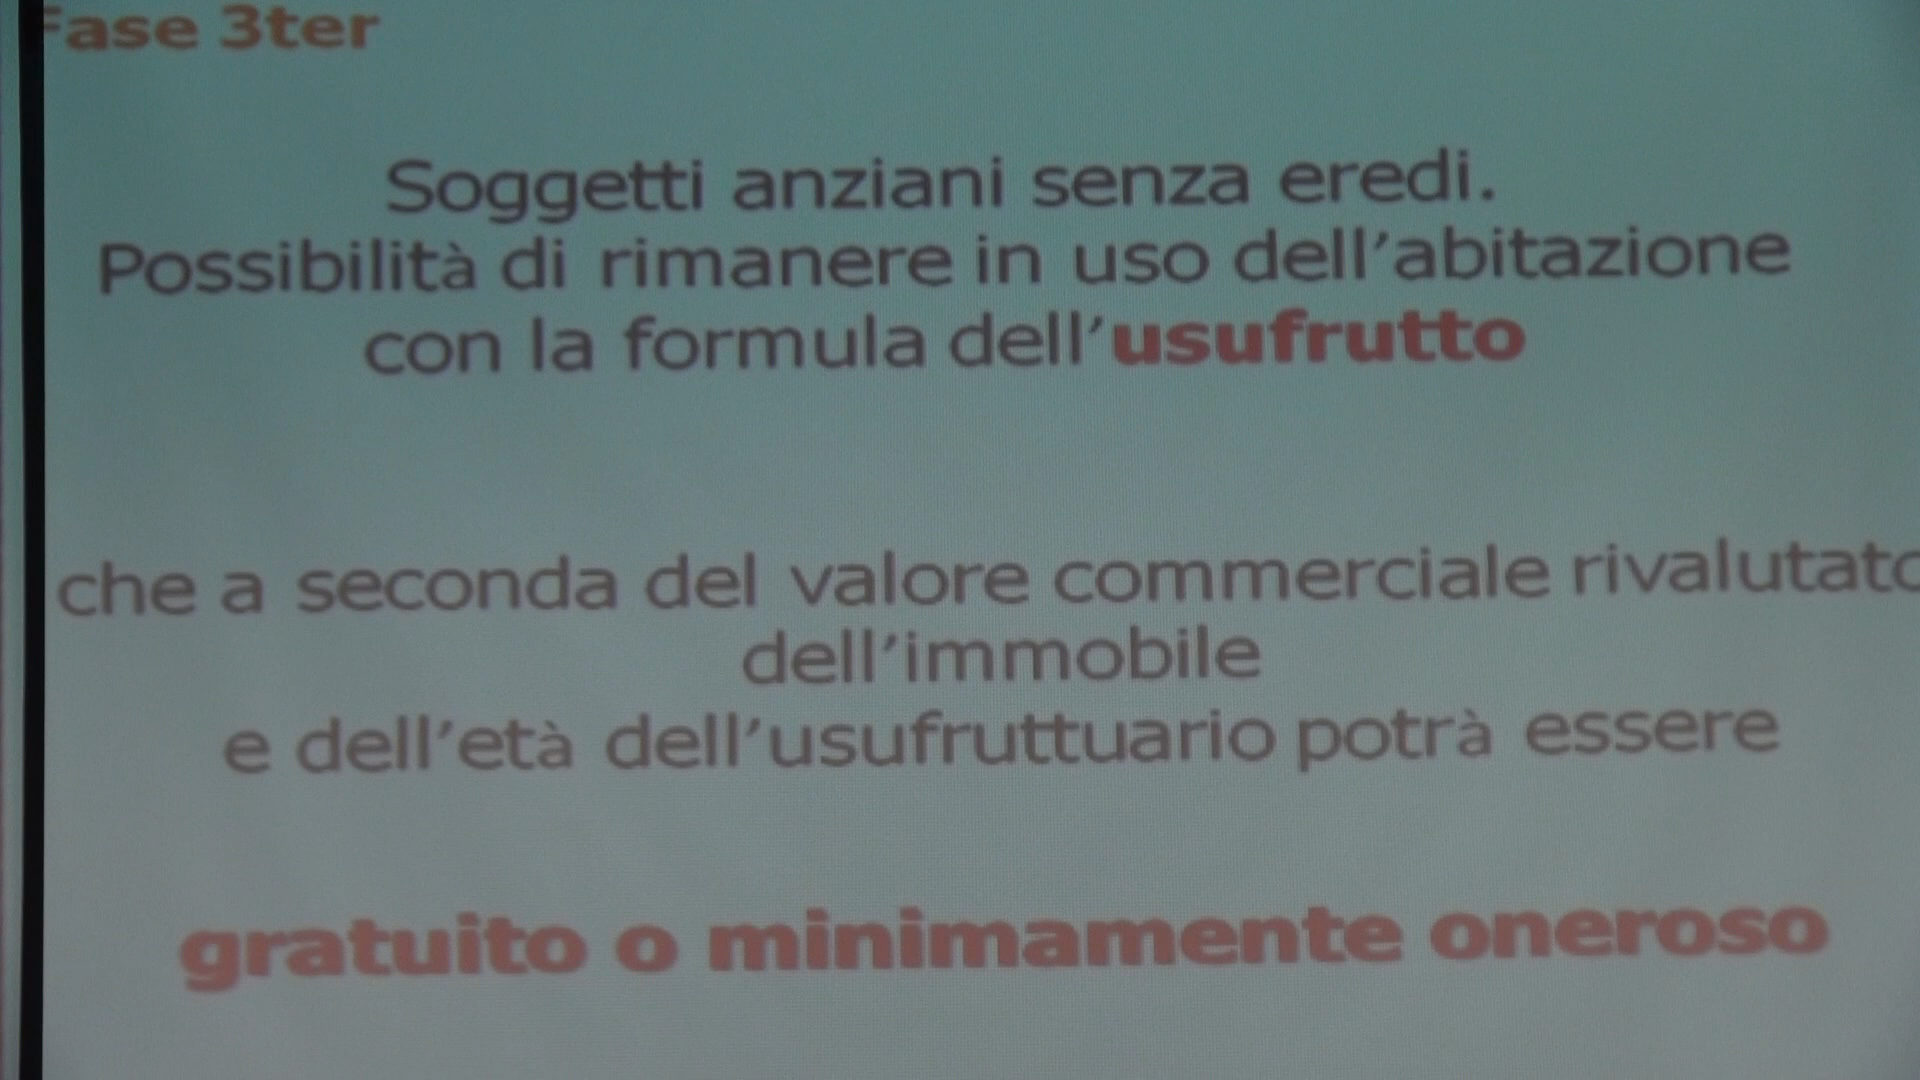 Fase 3ter
Soggetti anziani senza eredi.
Possibilità di rimanere in uso dell'abitazione
con la formula dell'usufrutto
che a seconda del valore commerciale rivalutato
dell'immobile
e dell'età dell'usufruttuario potrà essere
gratuito o minimamente oneroso